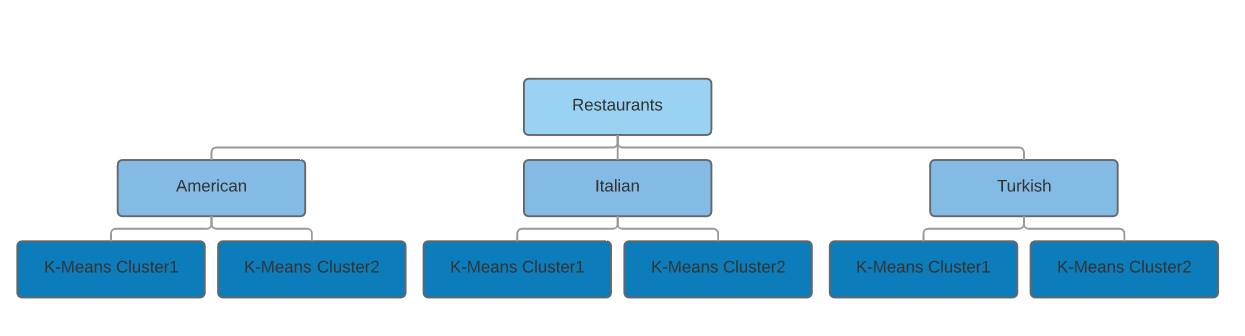 Restaurants
American
Italian
Turkish
K-Means Cluster1
K-Means Cluster2
K-Means Cluster1
K-Means Cluster2
K-Means Cluster1
K-Means Cluster2